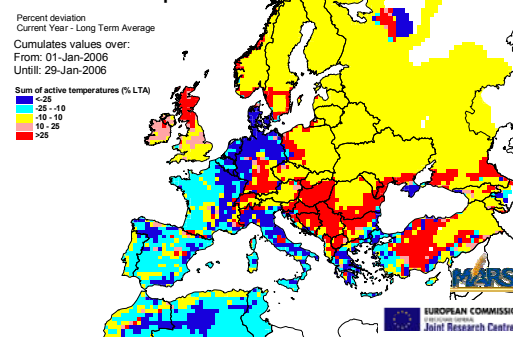 Percent deviation
Current Year - Long Term Average
Cumulates values over:
From: 01-Jan-2006
Untill: 29-Jan-2006
Sum of active temperatures (% LTA)
<-25
-25 - -10
-10 - 10
10 - 25
>25
MARS
EUROPEAN COMMISSIO
Joint Research Centre